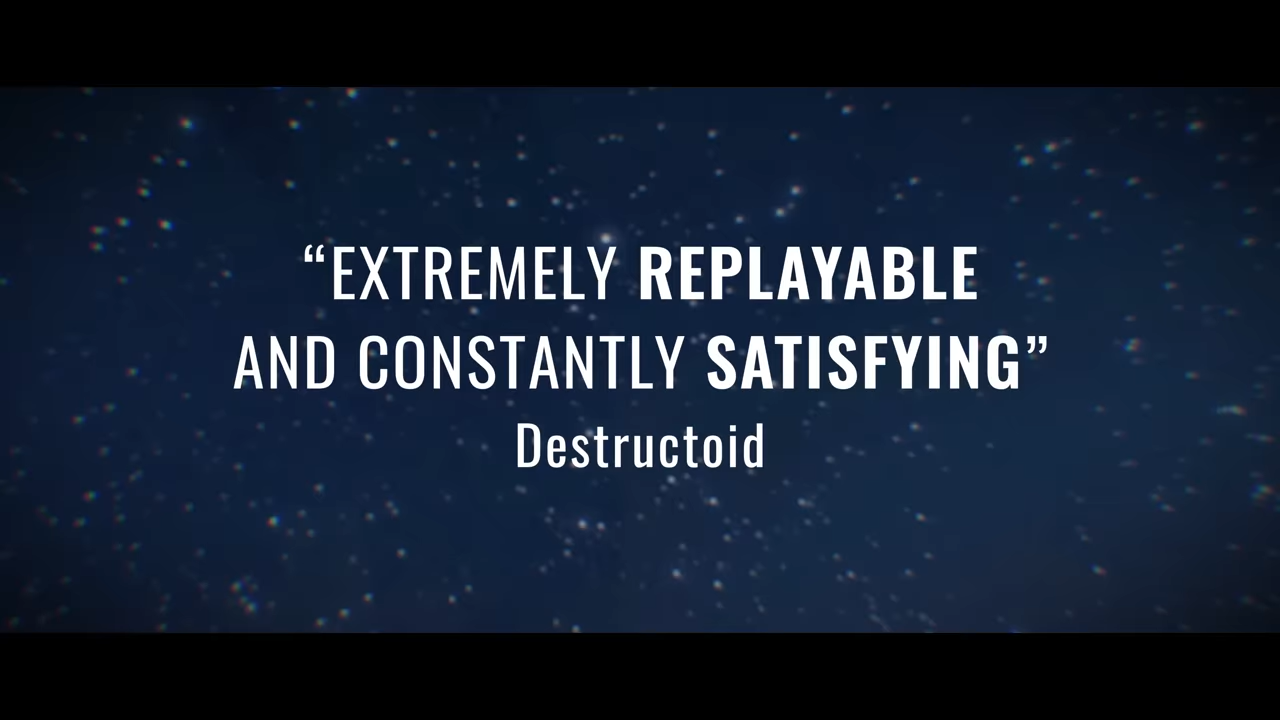 “EXTREMELY REPLAYABLE
AND CONSTANTLY SATISFYING”
Destructoid